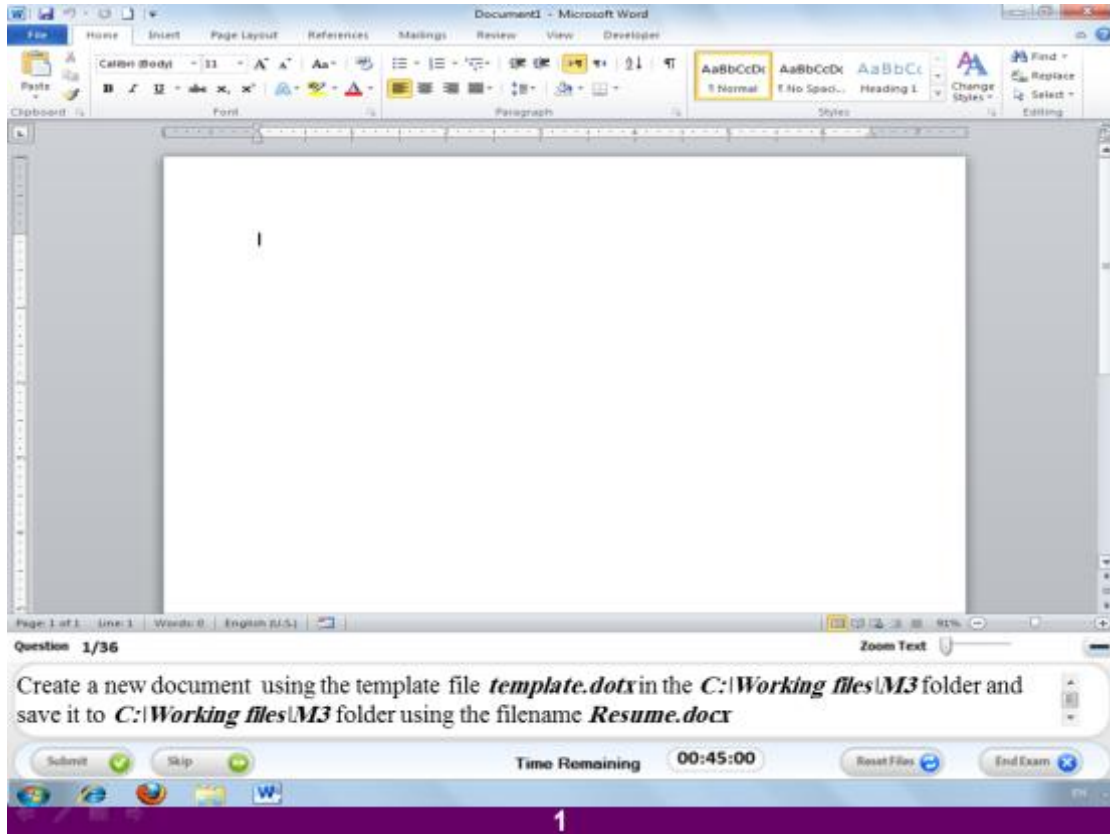 Document1 - Microsoft Word
File Home Insert Page Layout References Mailings Review View Developer
Paste
Calibri (Body) 11 A A Aa
B I U abc x, x² A A
AaBbCcDc AaBbCcDc AaBbCc
¶ Normal ¶ No Spaci... Heading 1
Change
Styles
Find
Replace
Select
Clipboard Font Paragraph Styles Editing
Page: 1 of 1 Line: 1 Words: 0 English (U.S.) 91%
Question 1/36 Zoom Text
Create a new document using the template file template.dotx in the C:\Working files\M3 folder and
save it to C:\Working files\M3 folder using the filename Resume.docx
Submit Skip Time Remaining 00:45:00 Reset Files End Exam
W EN
1